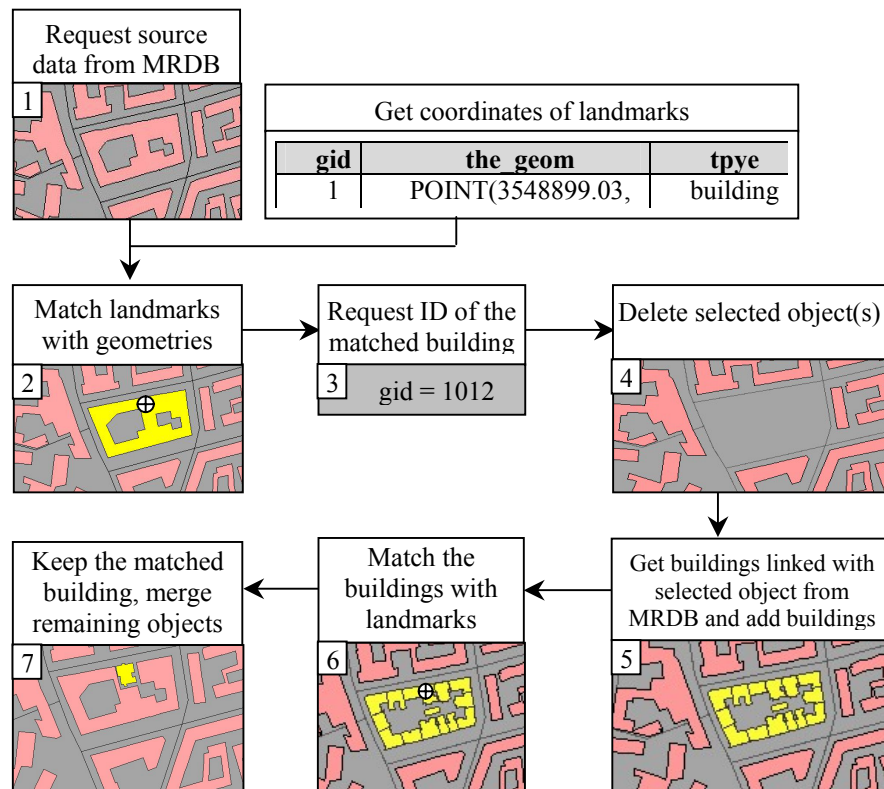 Request source
data from MRDB
1
Get coordinates of landmarks
gid the_geom tpye
1 POINT(3548899.03, building
Match landmarks
with geometries
2
Request ID of the
matched building
3
gid = 1012
Delete selected object(s)
4
Keep the matched
building, merge
remaining objects
7
Match the
buildings with
landmarks
6
Get buildings linked with
selected object from
MRDB and add buildings
5